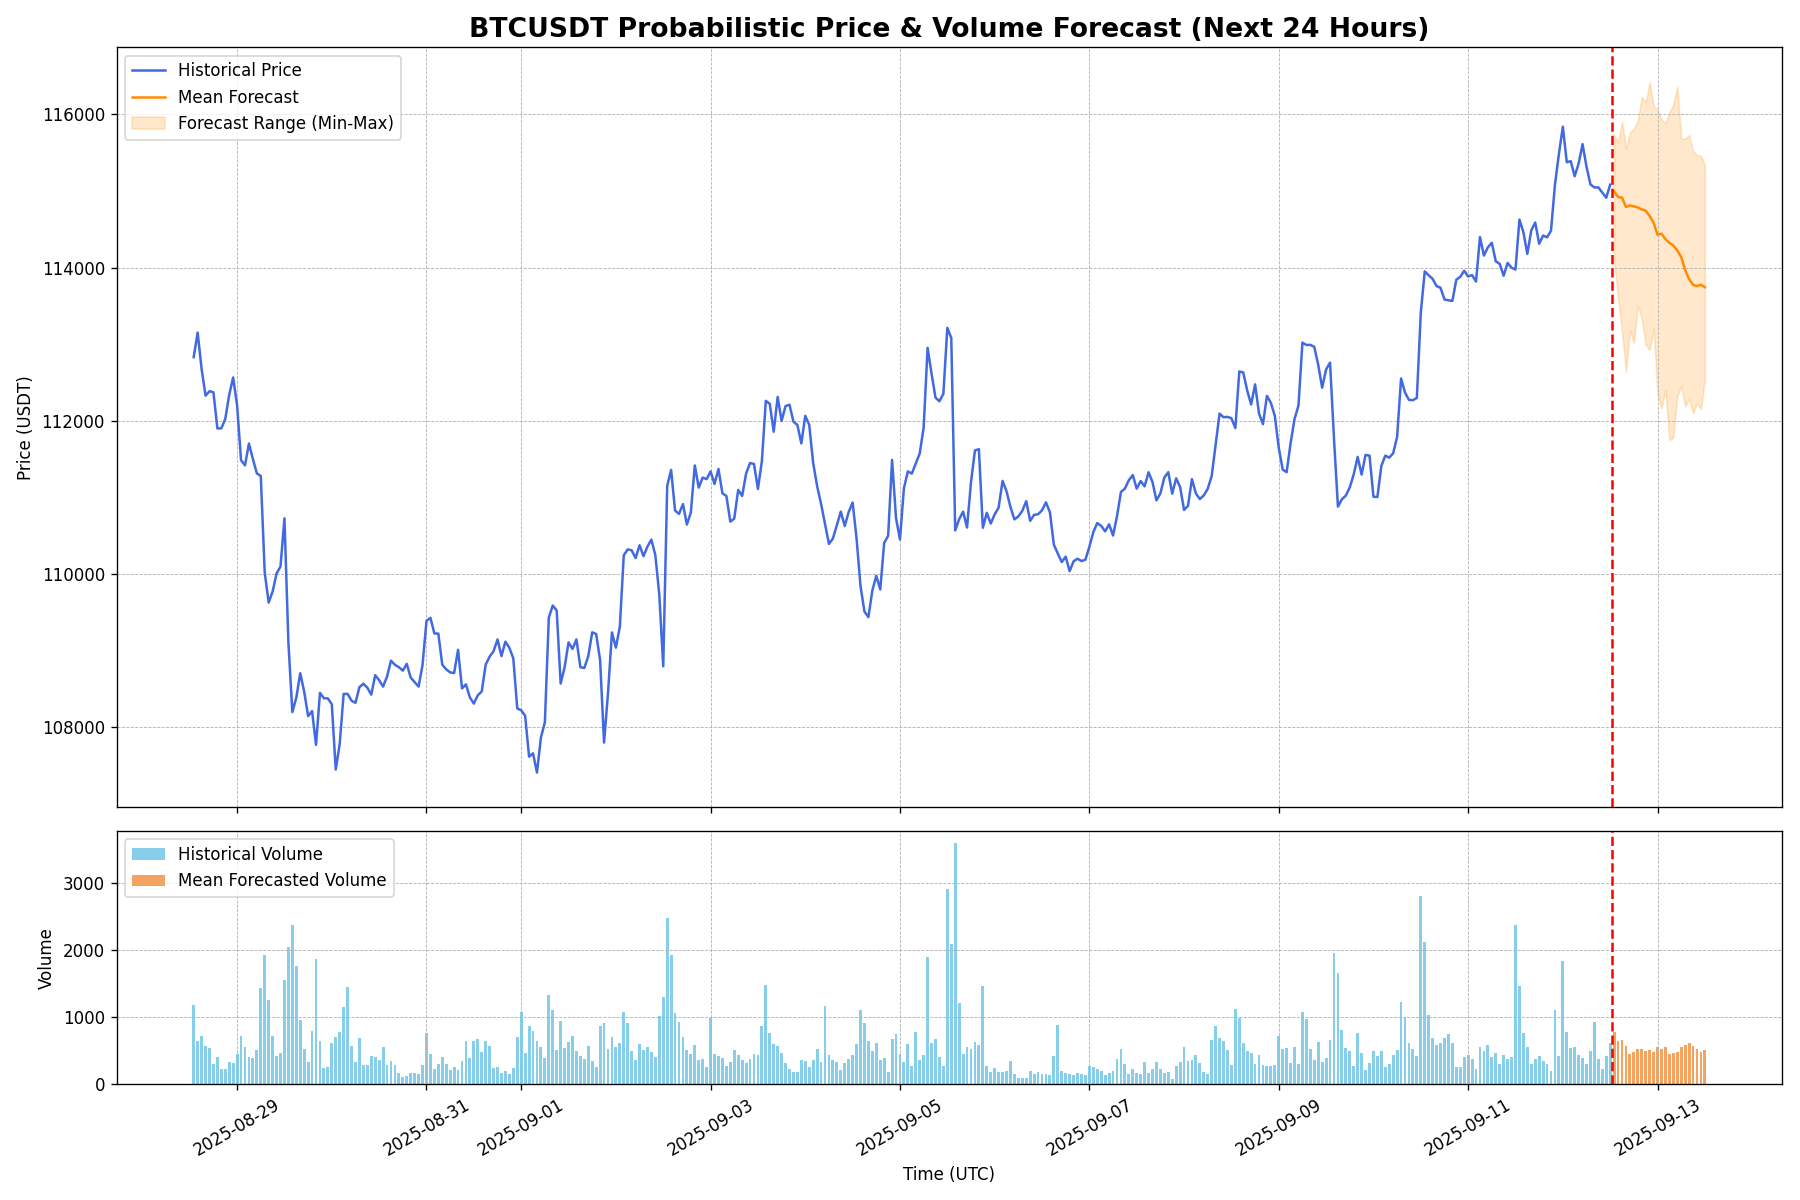 BTCUSDT Probabilistic Price & Volume Forecast (Next 24 Hours)
Historical Price
Mean Forecast
Forecast Range (Min-Max)
116000
114000
112000
110000
108000
Price (USDT)
Historical Volume
Mean Forecasted Volume
3000
2000
1000
0
Volume
2025-08-29
2025-08-31
2025-09-01
2025-09-03
2025-09-05
2025-09-07
2025-09-09
2025-09-11
2025-09-13
Time (UTC)